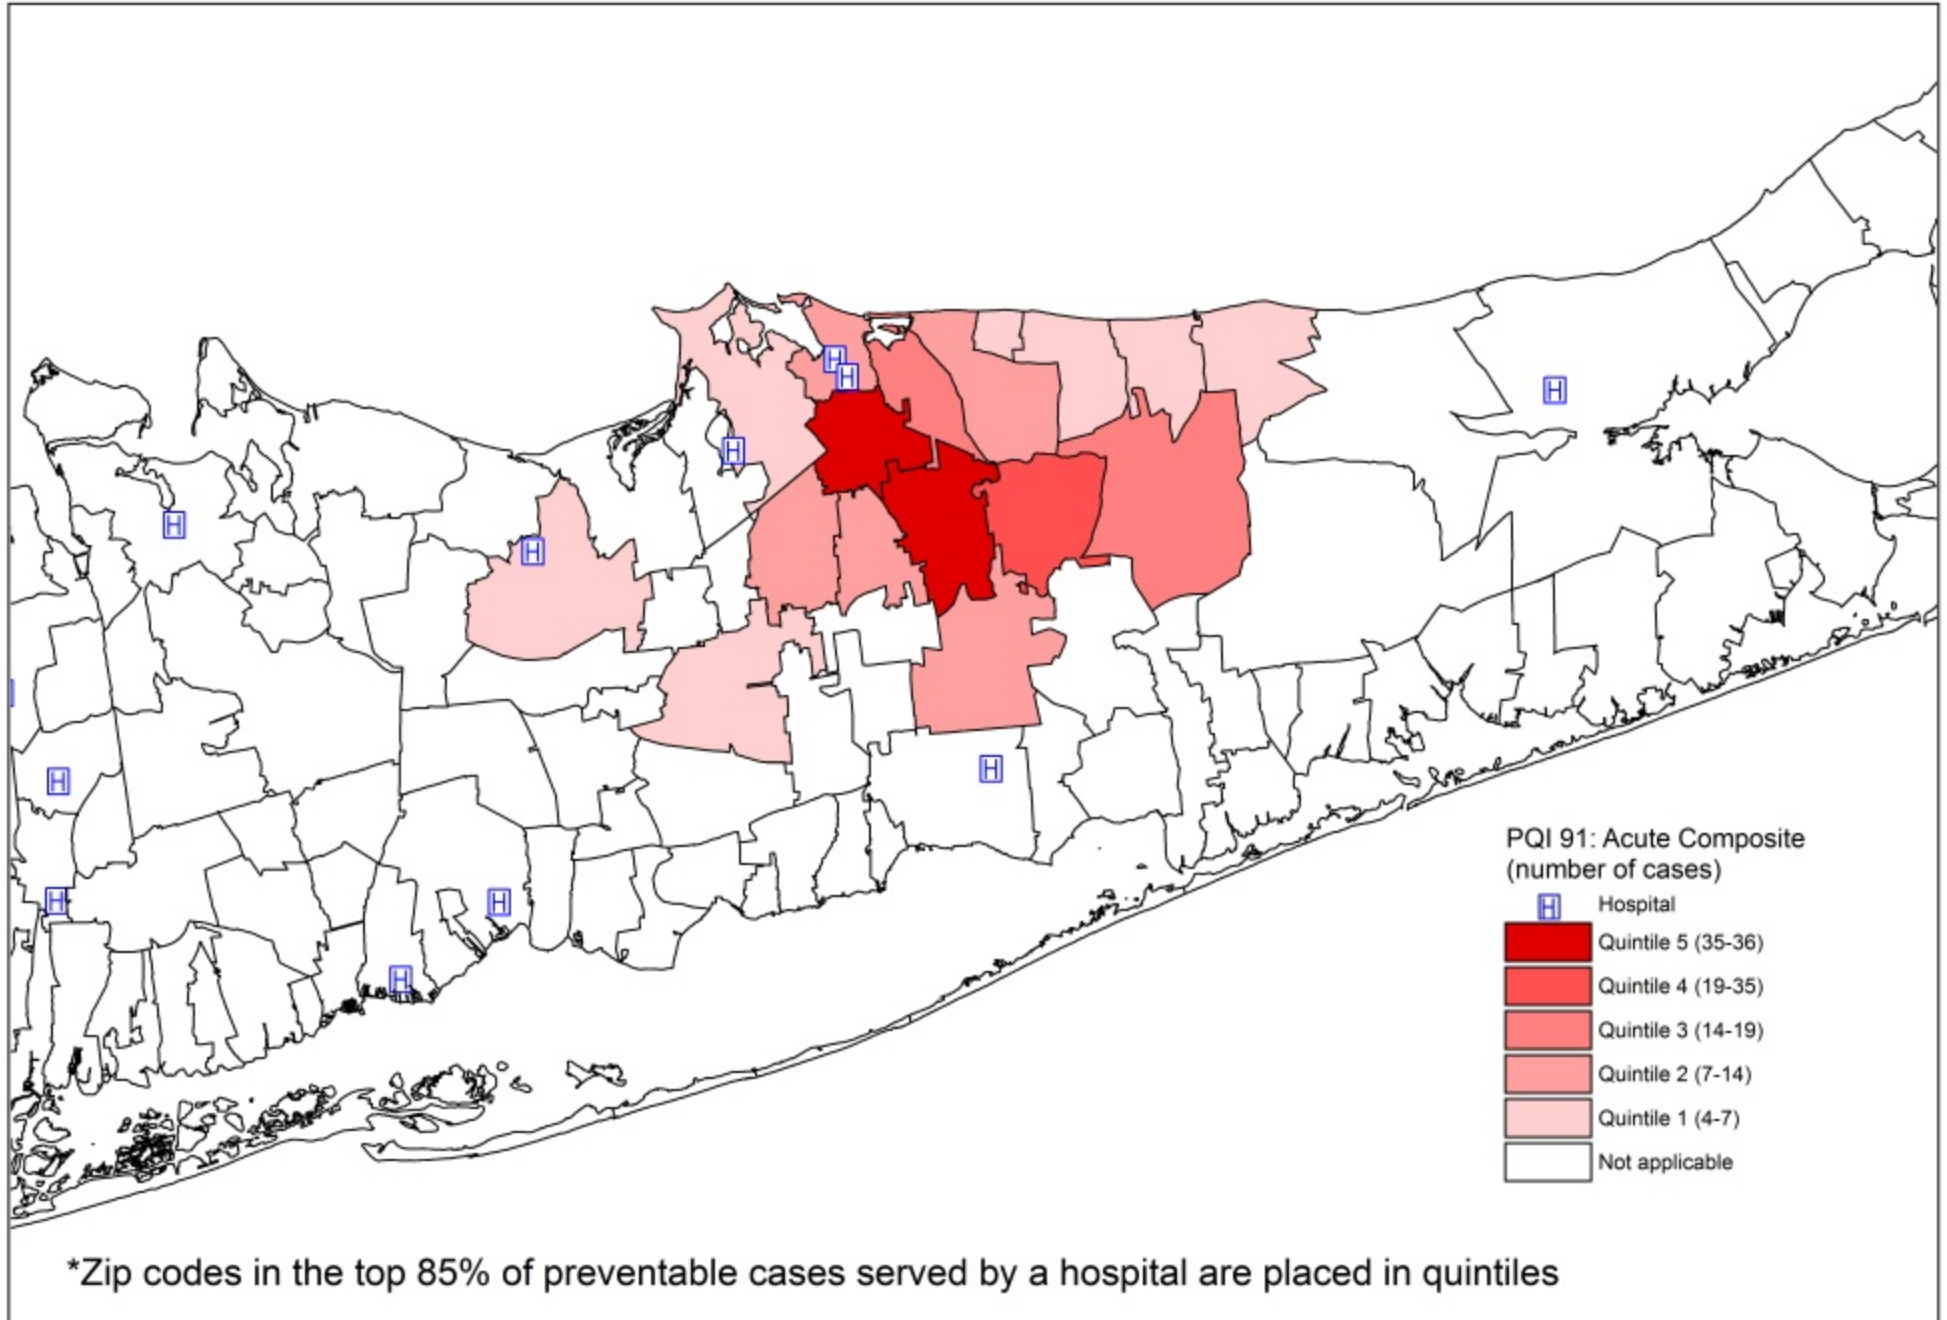 H
H
H
H
H
H
H
H
H
H
H
H
PQI 91: Acute Composite
(number of cases)
H Hospital
Quintile 5 (35-36)
Quintile 4 (19-35)
Quintile 3 (14-19)
Quintile 2 (7-14)
Quintile 1 (4-7)
Not applicable
*Zip codes in the top 85% of preventable cases served by a hospital are placed in quintiles